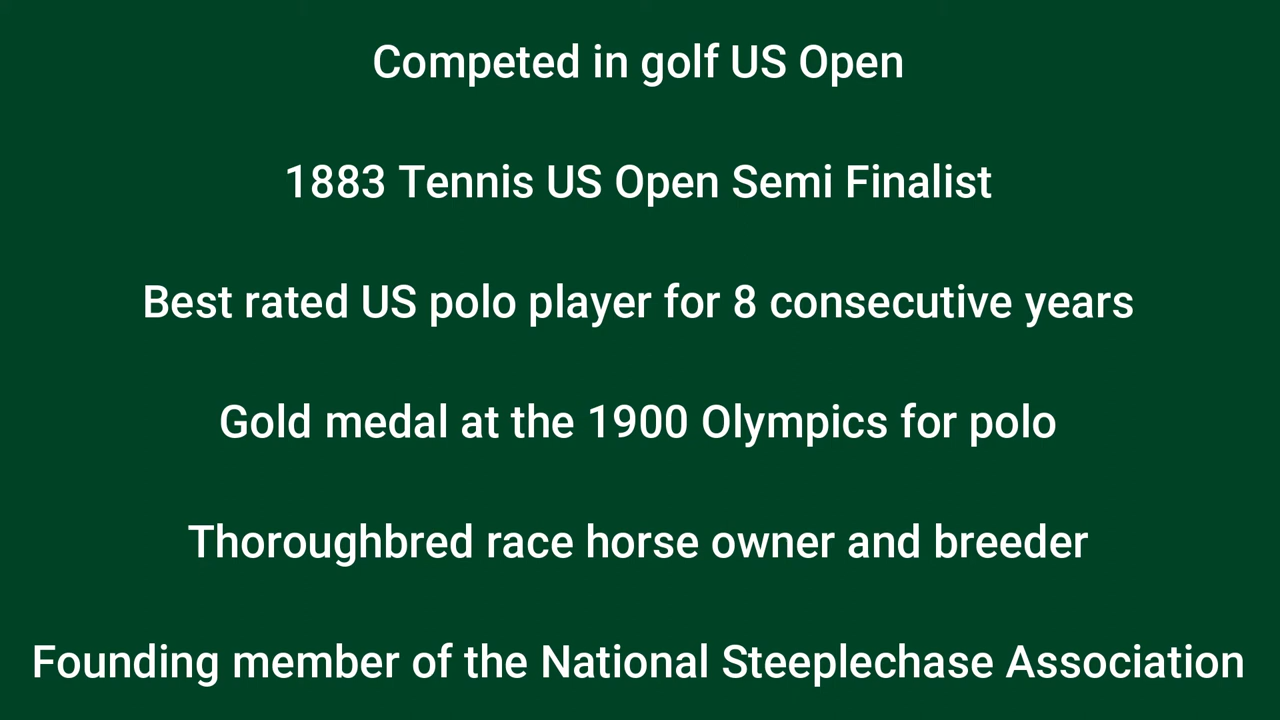 Competed in golf US Open
1883 Tennis US Open Semi Finalist
Best rated US polo player for 8 consecutive years
Gold medal at the 1900 Olympics for polo
Thoroughbred race horse owner and breeder
Founding member of the National Steeplechase Association